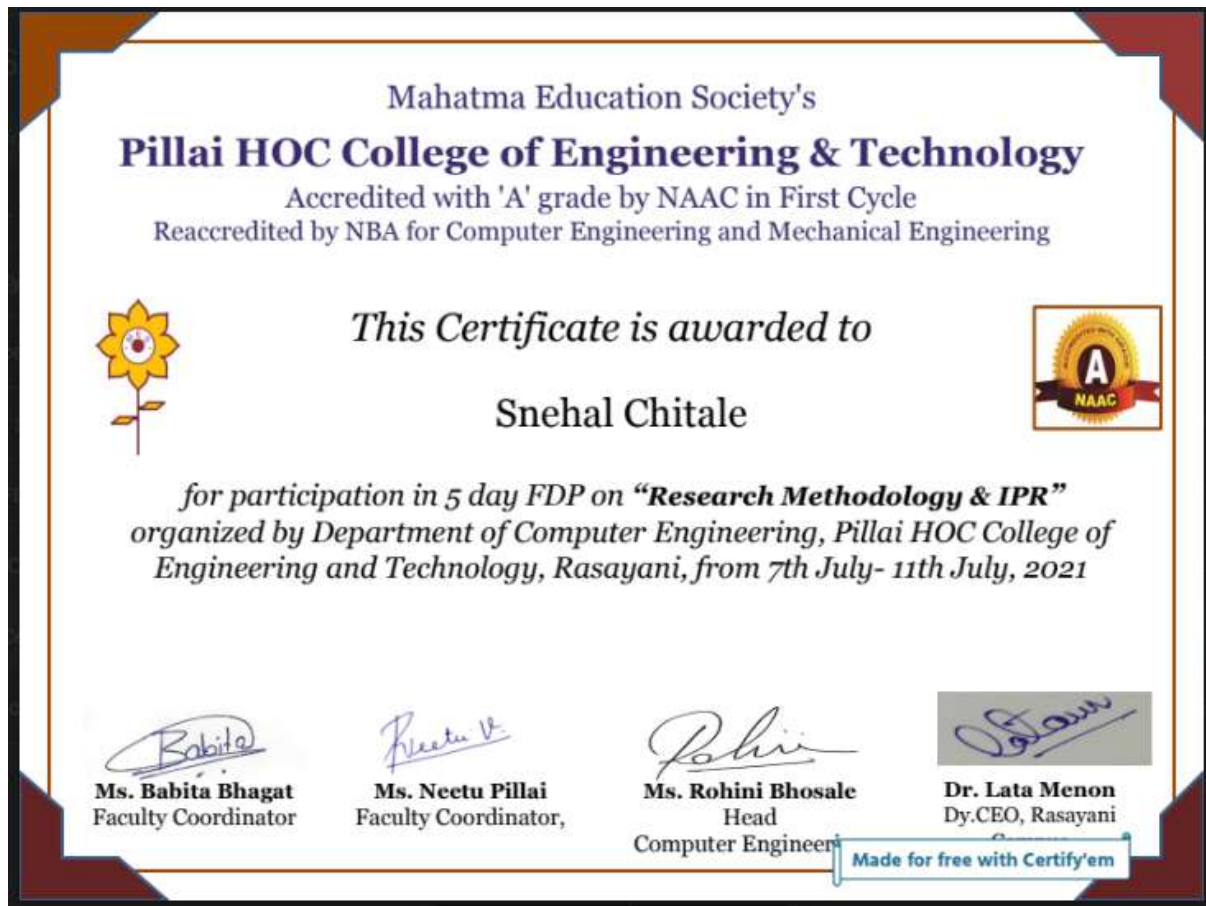 Mahatma Education Society's
Pillai HOC College of Engineering & Technology
Accredited with 'A' grade by NAAC in First Cycle
Reaccredited by NBA for Computer Engineering and Mechanical Engineering
This Certificate is awarded to
A
NAAC
Snehal Chitale
for participation in 5 day FDP on “Research Methodology & IPR”
organized by Department of Computer Engineering, Pillai HOC College of
Engineering and Technology, Rasayani, from 7th July- 11th July, 2021
Babita
Neetu V.
Rohini
Ms. Babita Bhagat
Faculty Coordinator
Ms. Neetu Pillai
Faculty Coordinator,
Ms. Rohini Bhosale
Head
Computer Engineeri
Dr. Lata Menon
Dy.CEO, Rasayani
Made for free with Certify'em